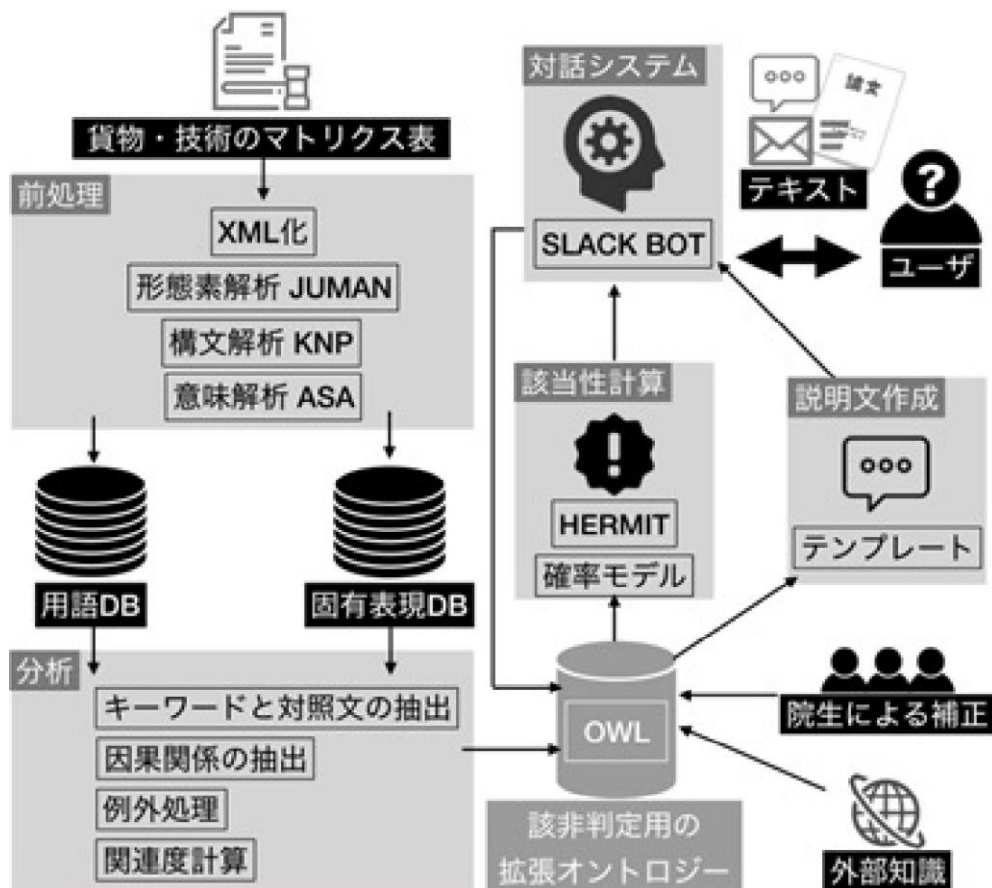 貨物・技術のマトリクス表
前処理
XML化
形態素解析 JUMAN
構文解析 KNP
意味解析 ASA
用語DB
固有表現DB
分析
キーワードと対照文の抽出
因果関係の抽出
例外処理
関連度計算
対話システム
SLACK BOT
論文
テキスト
?
ユーザ
該当性計算
!
HERMIT
確率モデル
説明文作成
テンプレート
OWL
該非判定用の
拡張オントロジー
院生による補正
外部知識